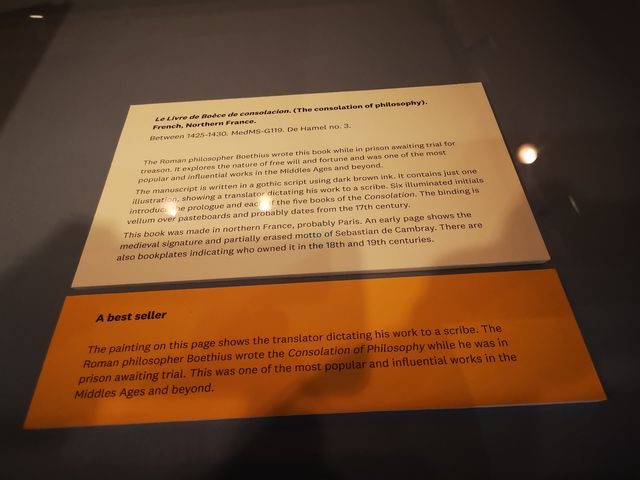 Le Livre de Boèce de consolacion. (The consolation of philosophy).
French, Northern France.
Between 1425-1430. MedMS-G119. De Hamel no. 3.
The Roman philosopher Boethius wrote this book while in prison awaiting trial for
treason. It explores the nature of free will and fortune and was one of the most
popular and influential works in the Middle Ages and beyond.
The manuscript is written in a gothic script using dark brown ink. It contains just one
illustration, showing a translator dictating his work to a scribe. Six illuminated initials
introduce the prologue and each of the five books of the Consolation. The binding is
vellum over pasteboards and probably dates from the 17th century.
This book was made in northern France, probably Paris. An early page shows the
medieval signature and partially erased motto of Sebastian de Cambray. There are
also bookplates indicating who owned it in the 18th and 19th centuries.
A best seller
The painting on this page shows the translator dictating his work to a scribe. The
Roman philosopher Boethius wrote the Consolation of Philosophy while he was in
prison awaiting trial. This was one of the most popular and influential works in the
Middles Ages and beyond.